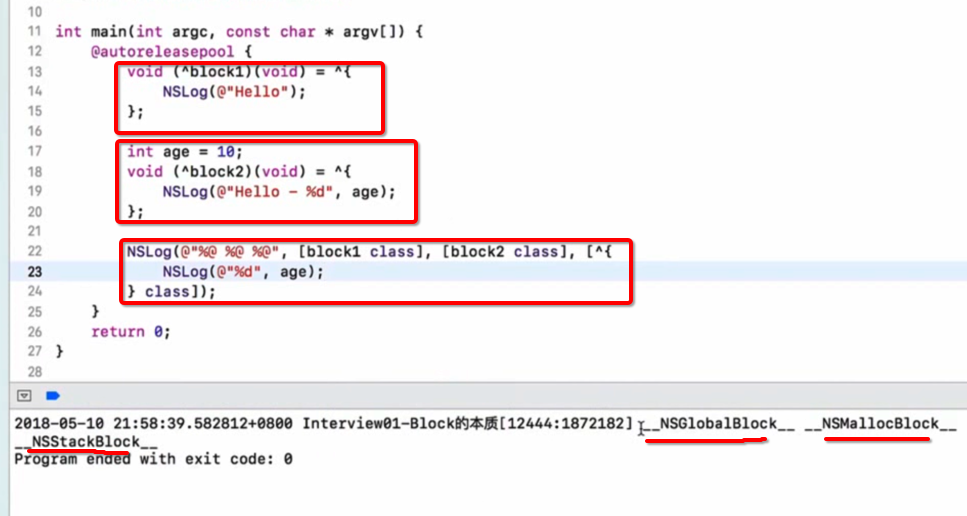 10
11 int main(int argc, const char * argv[]) {
12 @autoreleasepool {
13 void (^block1)(void) = ^{
14 NSLog(@"Hello");
15 };
16
17 int age = 10;
18 void (^block2)(void) = ^{
19 NSLog(@"Hello - %d", age);
20 };
21
22 NSLog(@"%@ %@ %@", [block1 class], [block2 class], [^{
23 NSLog(@"%d", age);
24 } class]);
25 }
26 return 0;
27 }
28
2018-05-10 21:58:39.582812+0800 Interview01-Block的本质[12444:1872182] __NSGlobalBlock__ __NSMallocBlock__
__NSStackBlock__
Program ended with exit code: 0